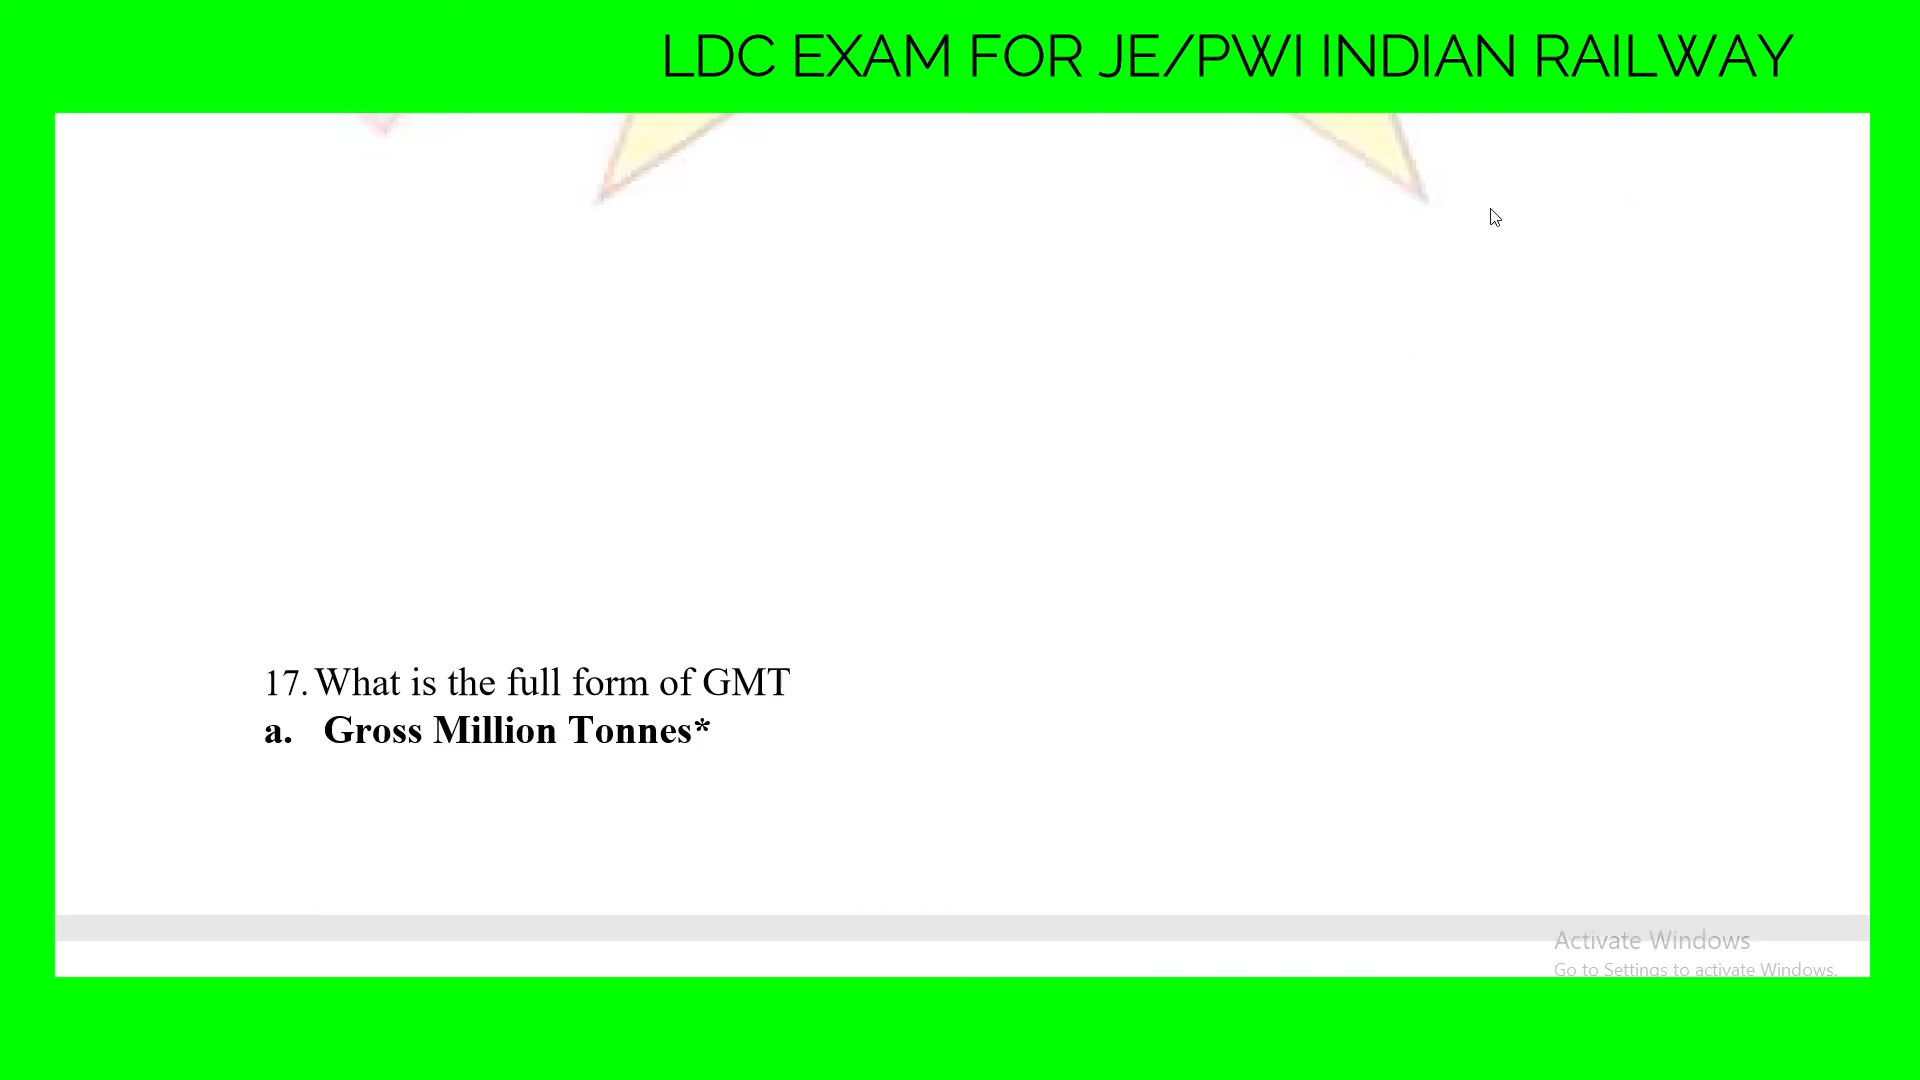 LDC EXAM FOR JE/PWI INDIAN RAILWAY
17. What is the full form of GMT
a. Gross Million Tonnes*
Activate Windows
Go to Settings to activate Windows.